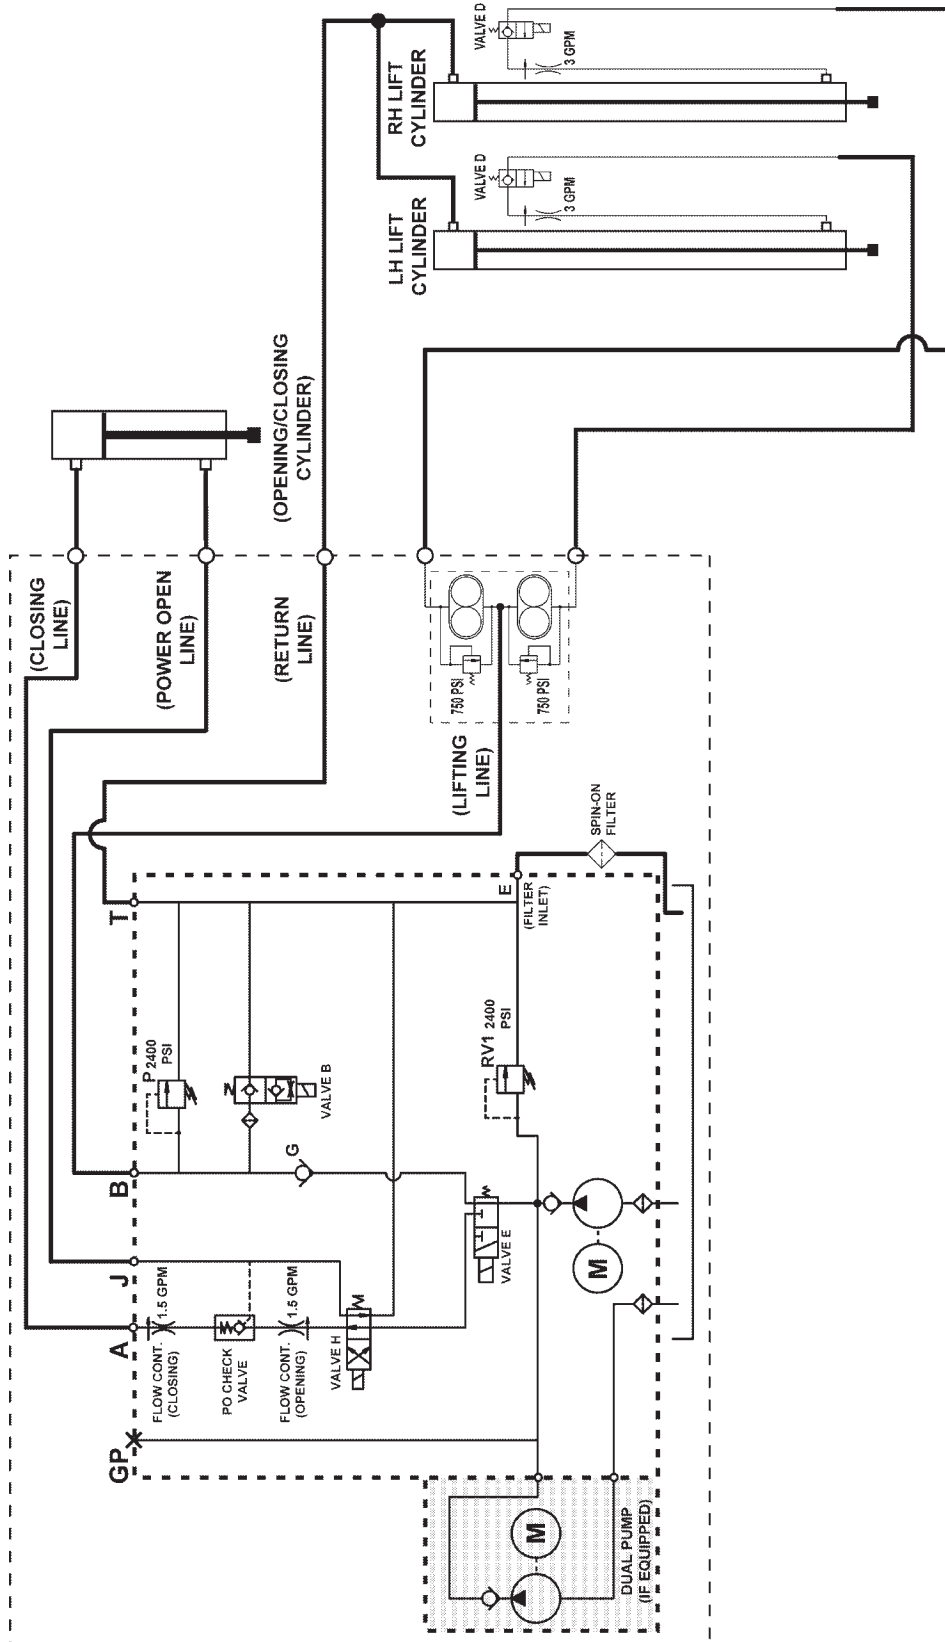 VALVE D
3 GPM
RH LIFT
CYLINDER
VALVE D
3 GPM
LH LIFT
CYLINDER
(OPENING/CLOSING
CYLINDER)
(CLOSING
LINE)
(POWER OPEN
LINE)
(RETURN
LINE)
750 PSI
750 PSI
(LIFTING
LINE)
SPIN-ON
FILTER
T
E
(FILTER
INLET)
P 2400
PSI
VALVE B
RV1 2400
PSI
B
G
J
VALVE E
M
A
1.5 GPM
FLOW CONT.
(CLOSING)
PO CHECK
VALVE
1.5 GPM
FLOW CONT.
(OPENING)
VALVE H
GP
M
DUAL PUMP
(IF EQUIPPED)